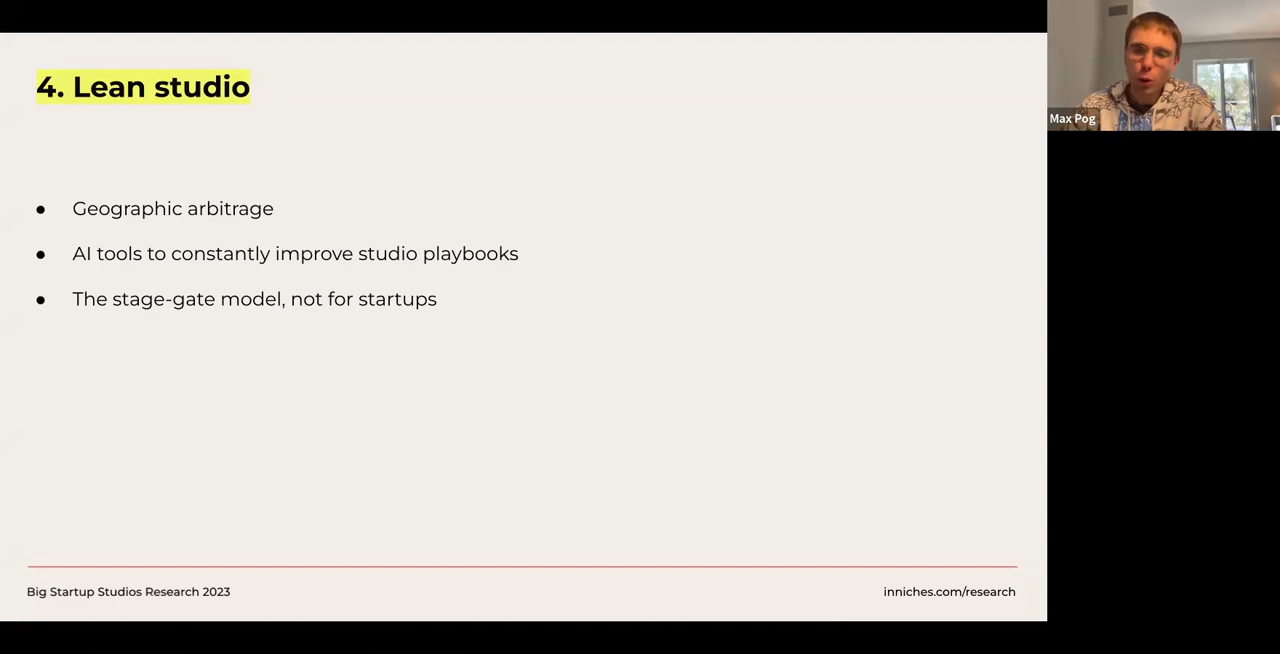 4. Lean studio
Max Pog
● Geographic arbitrage
● AI tools to constantly improve studio playbooks
● The stage-gate model, not for startups
Big Startup Studios Research 2023
inniches.com/research